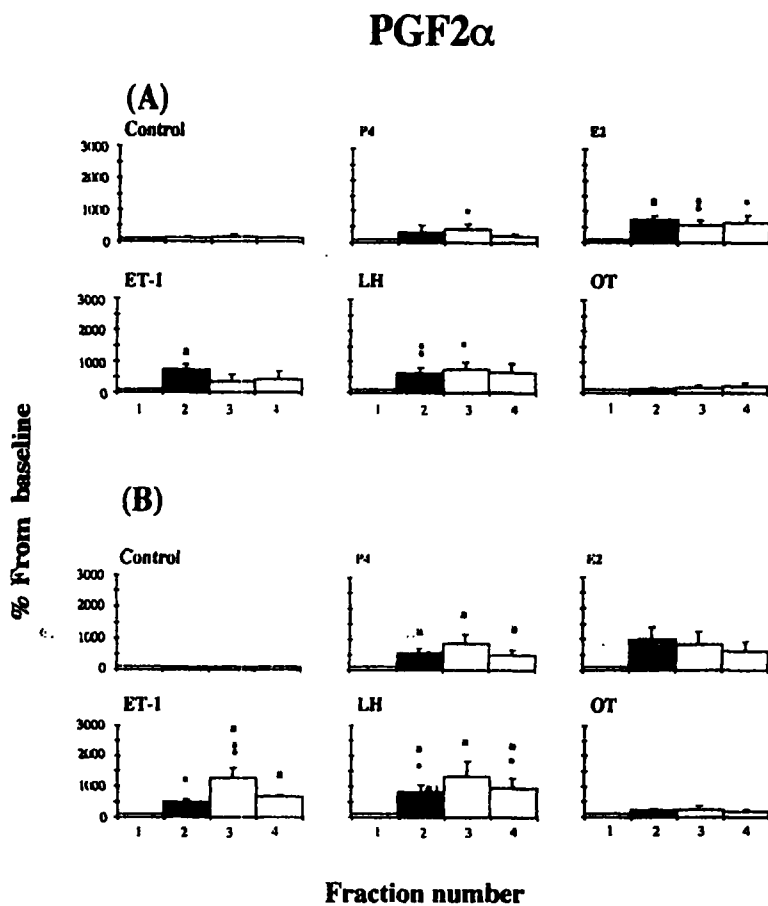 PGF2α
(A)
Control
P4
E2
3000
2000
1000
0
ET-1
LH
OT
3000
2000
1000
0
1 2 3 4
1 2 3 4
1 2 3 4
% From baseline
(B)
Control
P4
E2
3000
2000
1000
0
ET-1
LH
OT
3000
2000
1000
0
1 2 3 4
1 2 3 4
1 2 3 4
Fraction number